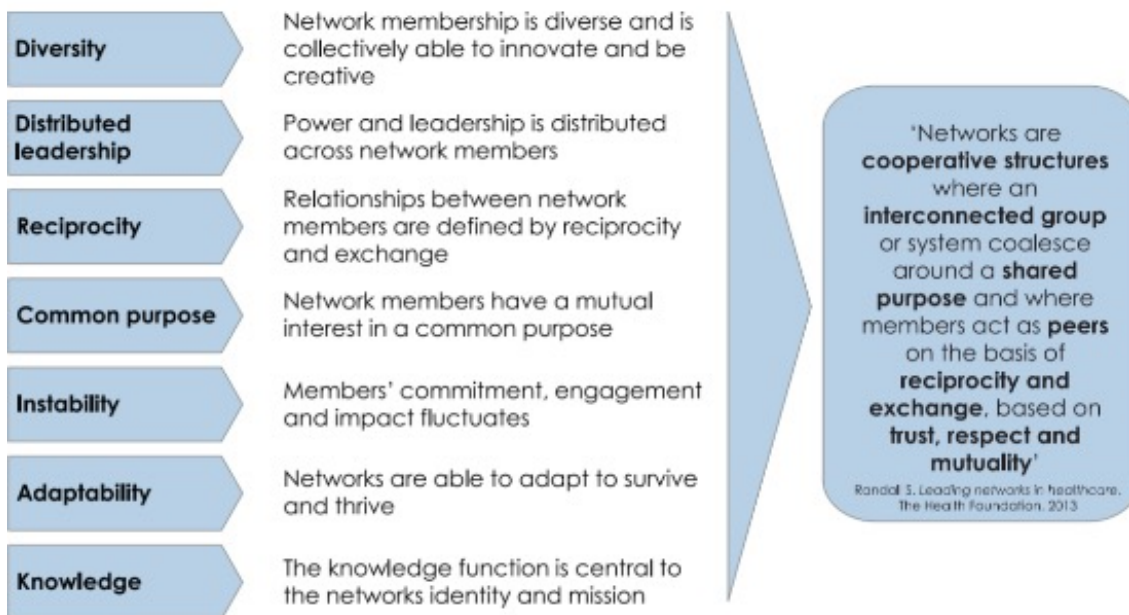 Diversity
Network membership is diverse and is
collectively able to innovate and be
creative
Distributed
leadership
Power and leadership is distributed
across network members
Reciprocity
Relationships between network
members are defined by reciprocity
and exchange
Common purpose
Network members have a mutual
interest in a common purpose
Instability
Members’ commitment, engagement
and impact fluctuates
Adaptability
Networks are able to adapt to survive
and thrive
Knowledge
The knowledge function is central to
the networks identity and mission
‘Networks are
cooperative structures
where an
interconnected group
or system coalesce
around a shared
purpose and where
members act as peers
on the basis of
reciprocity and
exchange, based on
trust, respect and
mutuality’
Randall S. Leading networks in healthcare.
The Health Foundation. 2013